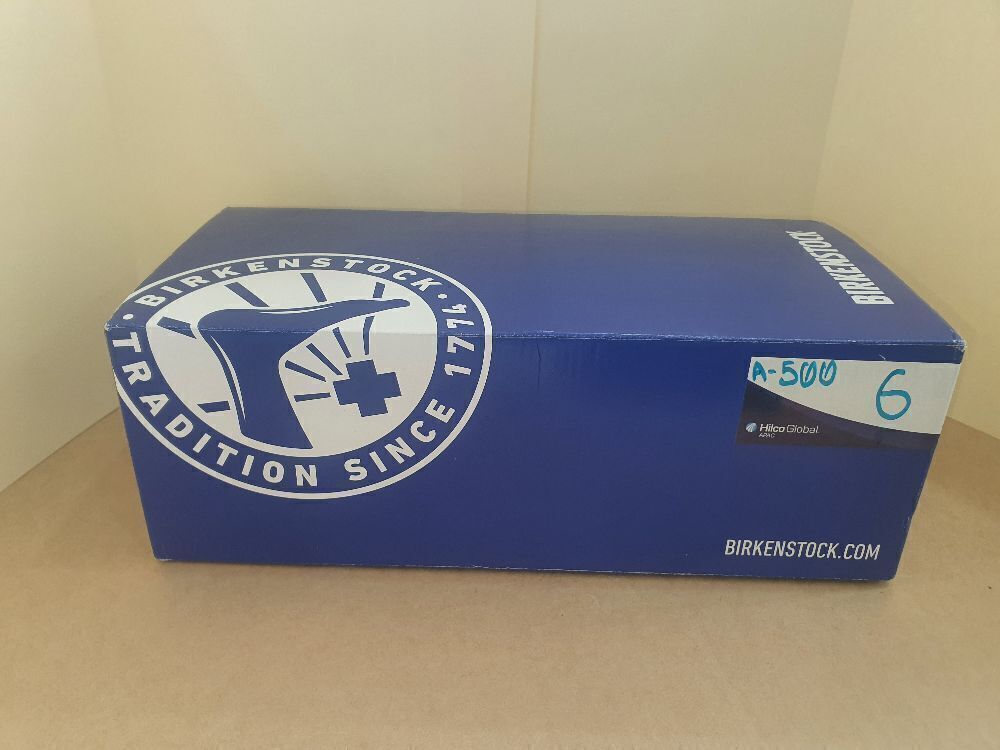 · BIRKENSTOCK ·
TRADITION SINCE 1774
BIRKENSTOCK
A-500
6
Hilco Global
APAC
BIRKENSTOCK.COM